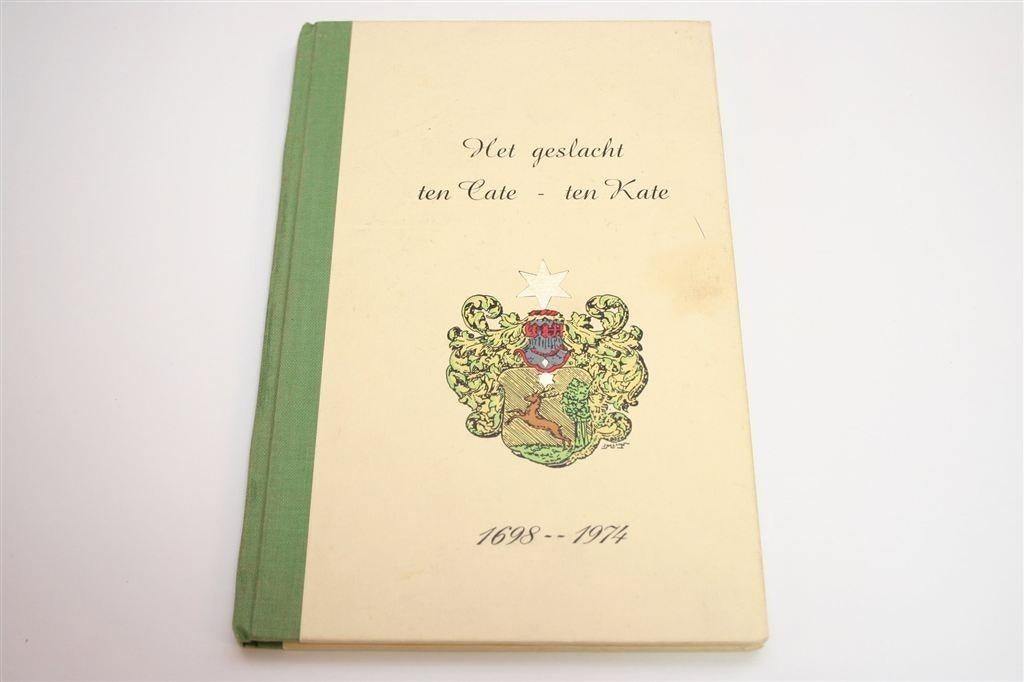 Het geslacht
ten Cate - ten Kate
1698 -- 1974